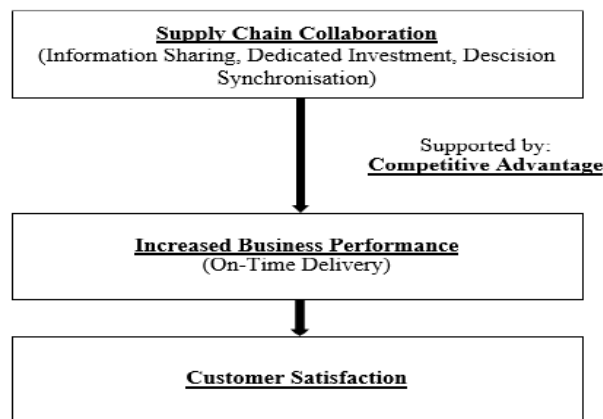 Supply Chain Collaboration
(Information Sharing, Dedicated Investment, Descision
Synchronisation)
Supported by:
Competitive Advantage
Increased Business Performance
(On-Time Delivery)
Customer Satisfaction